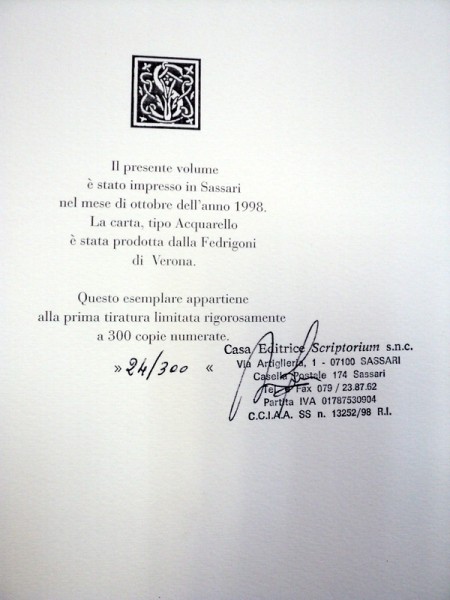 Il presente volume
è stato impresso in Sassari
nel mese di ottobre dell'anno 1998.
La carta, tipo Acquarello
è stata prodotta dalla Fedrigoni
di Verona.
Questo esemplare appartiene
alla prima tiratura limitata rigorosamente
a 300 copie numerate.
» 24/300 «
Casa Editrice Scriptorium s.n.c.
Via Artiglieria, 1 - 07100 SASSARI
Casella Postale 174 Sassari
Tel. e Fax 079 / 23.87.62
Partita IVA 01787530904
C.C.I.A.A. SS n. 13252/98 R.I.